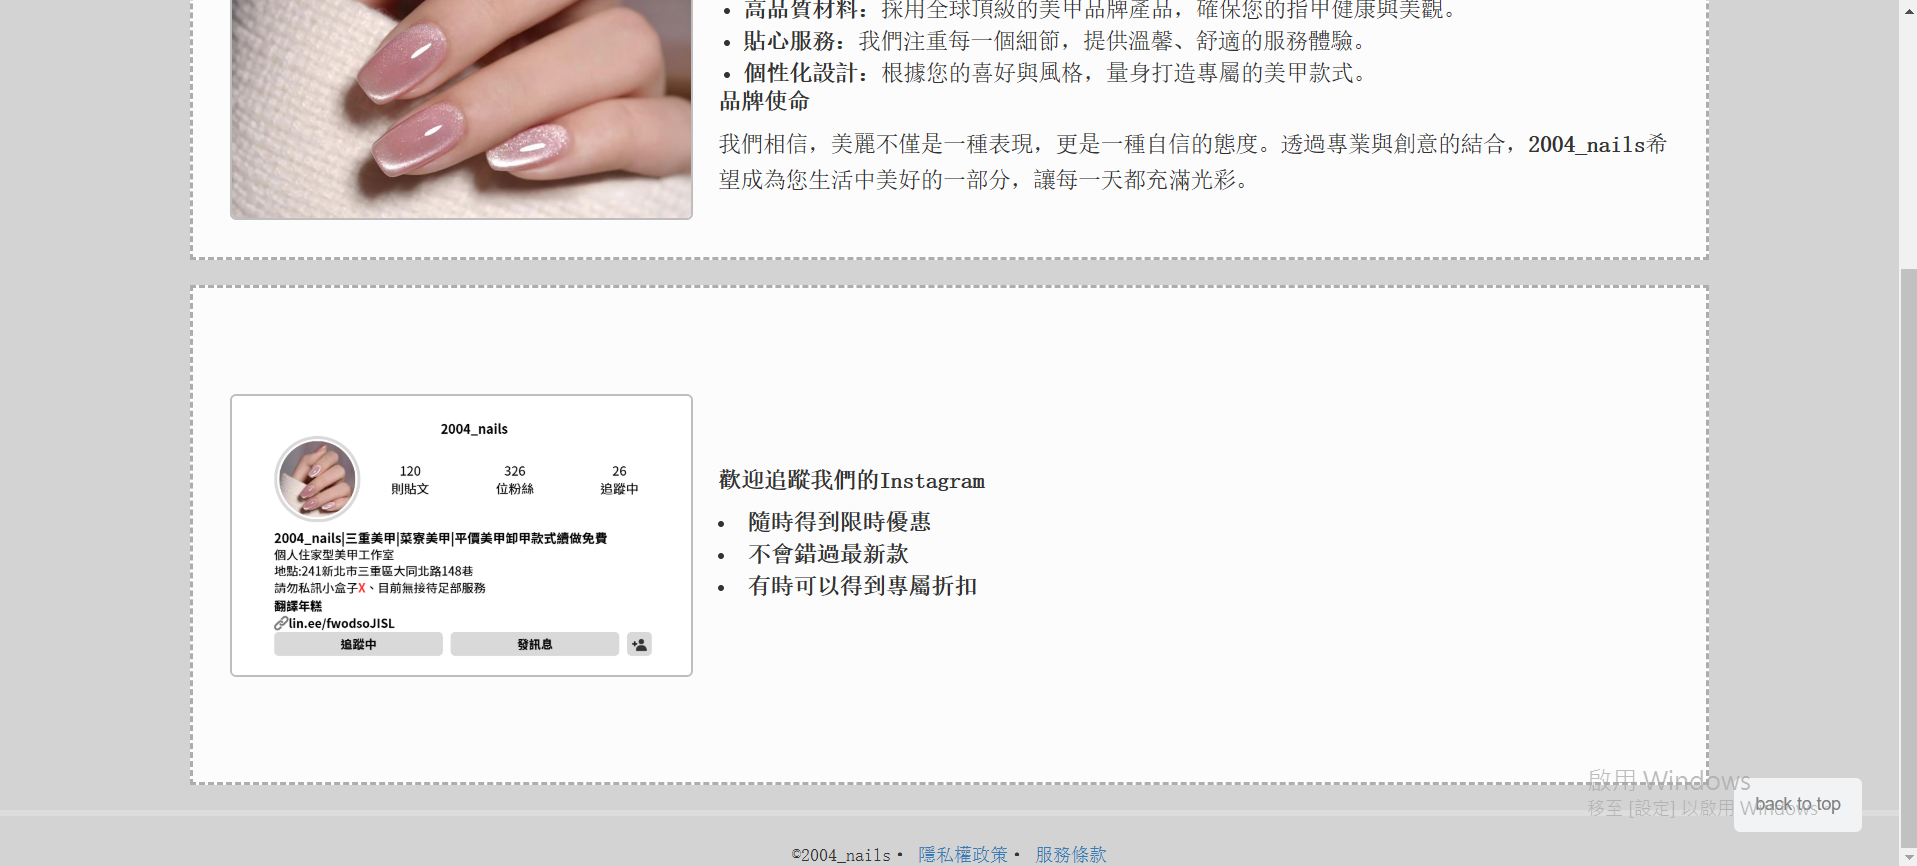 • 高品質材料：採用全球頂級的美甲品牌產品，確保您的指甲健康與美觀。
• 貼心服務：我們注重每一個細節，提供溫馨、舒適的服務體驗。
• 個性化設計：根據您的喜好與風格，量身打造專屬的美甲款式。
品牌使命
我們相信，美麗不僅是一種表現，更是一種自信的態度。透過專業與創意的結合，2004_nails希
望成為您生活中美好的一部分，讓每一天都充滿光彩。
2004_nails
120 326 26
則貼文 位粉絲 追蹤中
2004_nails|三重美甲|菜寮美甲|平價美甲卸甲款式續做免費
個人住家型美甲工作室
地點:241新北市三重區大同北路148巷
請勿私訊小盒子X、目前無接待足部服務
翻譯年糕
lin.ee/fwodsoJISL
追蹤中 發訊息
歡迎追蹤我們的Instagram
• 隨時得到限時優惠
• 不會錯過最新款
• 有時可以得到專屬折扣
啟用 Windows
移至 [設定] 以啟用 Windows
back to top
©2004_nails • 隱私權政策 • 服務條款